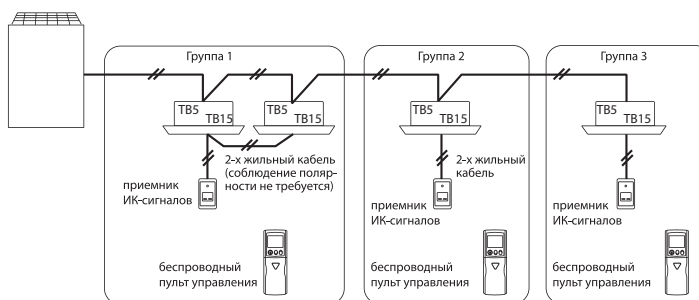 Группа 1
Группа 2
Группа 3
TB5
TB15
TB5
TB15
TB5
TB15
TB5
TB15
2-х жильный кабель
(соблюдение поляр-
ности не требуется)
2-х жильный
кабель
приемник
ИК-сигналов
приемник
ИК-сигналов
приемник
ИК-сигналов
беспроводный
пульт управления
беспроводный
пульт управления
беспроводный
пульт управления